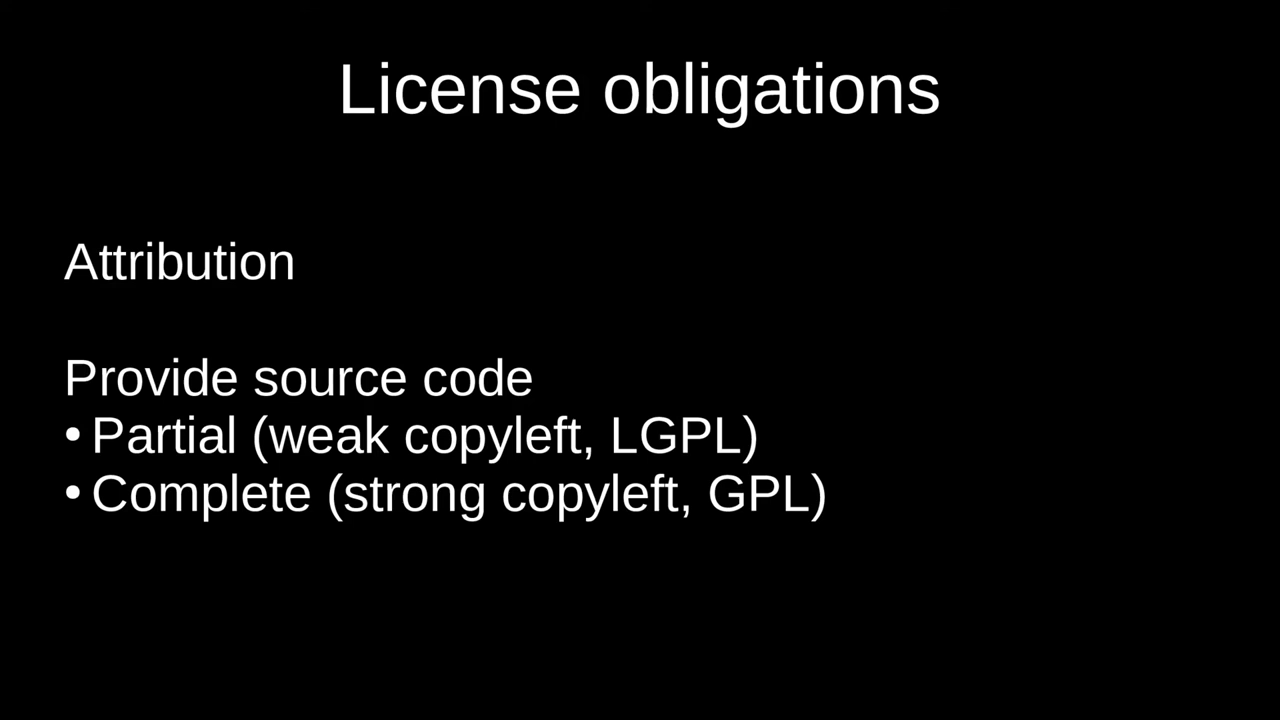 License obligations
Attribution
Provide source code
• Partial (weak copyleft, LGPL)
• Complete (strong copyleft, GPL)